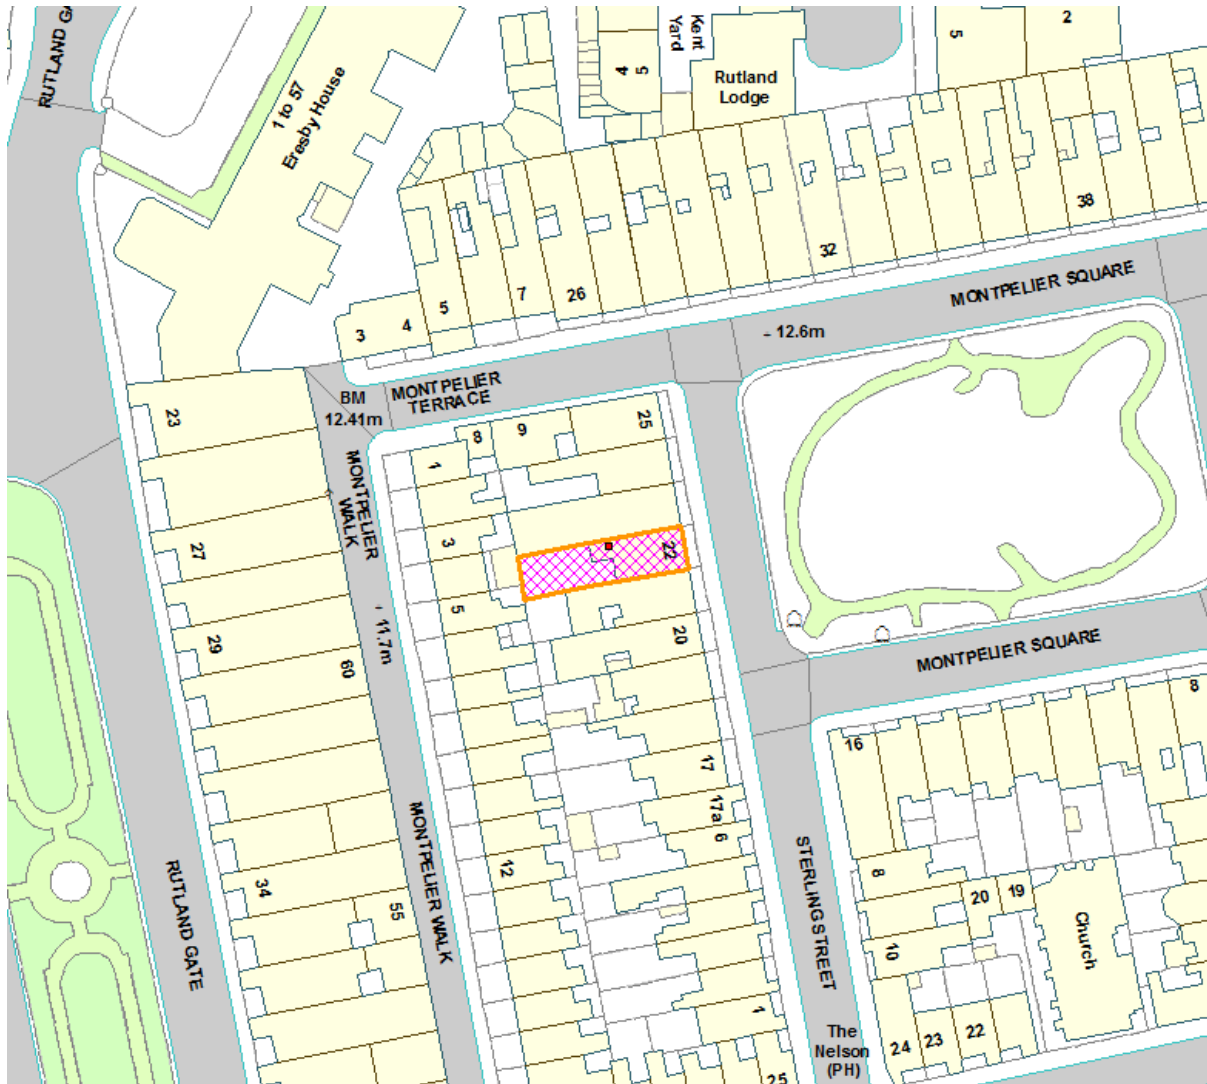 RUTLAND GA
1 to 57
Eresby House
Kent
Yard
4
5
Rutland
Lodge
5
2
38
32
MONTPELIER SQUARE
12.6m
3
4
5
7
26
BM
12.41m
MONTPELIER
TERRACE
23
MONTPELIER
WALK
1
8
9
25
3
27
22
5
11.7m
29
60
20
MONTPELIER SQUARE
8
16
17
17a
6
MONTPELIER WALK
12
STERLING STREET
8
20
19
RUTLAND GATE
34
55
10
Church
1
The
Nelson
(PH)
24
23
22
25